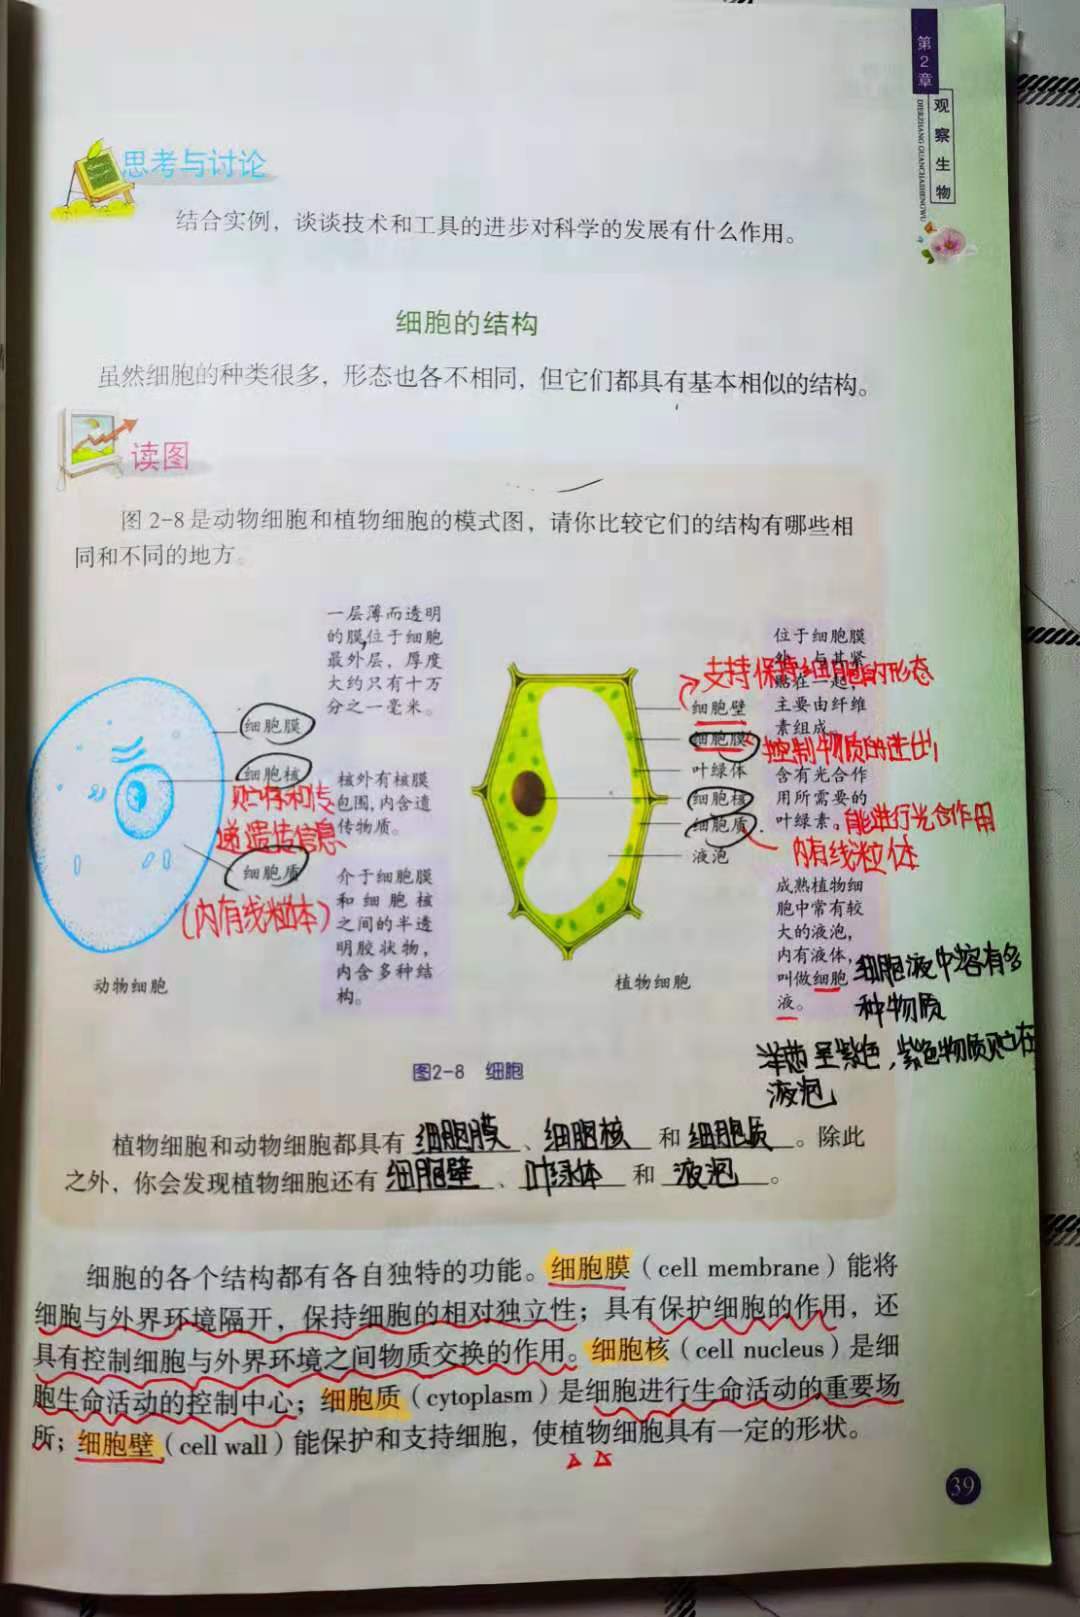 第2章
观察生物
DIERZHANG GUANCHASHENGWU
思考与讨论
结合实例，谈谈技术和工具的进步对科学的发展有什么作用。
细胞的结构
虽然细胞的种类很多，形态也各不相同，但它们都具有基本相似的结构。
读图
图 2-8是动物细胞和植物细胞的模式图，请你比较它们的结构有哪些相
同和不同的地方。
一层薄而透明
的膜,位于细胞
最外层，厚度
大约只有十万
分之一毫米。
细胞膜
细胞核
贮存和传
递遗传信息
核外有核膜
包围,内含遗
传物质。
细胞质
(内有线粒体)
介于细胞膜
和细胞核
之间的半透
明胶状物，
内含多种结
构。
动物细胞
位于细胞膜
外，与其紧
贴在一起，
主要由纤维
素组成。
支持保持细胞的形态
细胞壁
细胞膜
控制物质的进出
叶绿体
含有光合作
用所需要的
叶绿素。
能进行光合作用
细胞核
细胞质
内有线粒体
液泡
成熟植物细
胞中常有较
大的液泡，
内有液体，
叫做细胞
液。
细胞液中溶有多
种物质
洋葱呈紫色,紫色物质贮在
液泡
植物细胞
图2-8 细胞
植物细胞和动物细胞都具有 细胞膜 、细胞核 和 细胞质 。除此
之外，你会发现植物细胞还有 细胞壁 、叶绿体 和 液泡 。
细胞的各个结构都有各自独特的功能。细胞膜（cell membrane）能将
细胞与外界环境隔开，保持细胞的相对独立性；具有保护细胞的作用，还
具有控制细胞与外界环境之间物质交换的作用。细胞核（cell nucleus）是细
胞生命活动的控制中心；细胞质（cytoplasm）是细胞进行生命活动的重要场
所；细胞壁（cell wall）能保护和支持细胞，使植物细胞具有一定的形状。
39